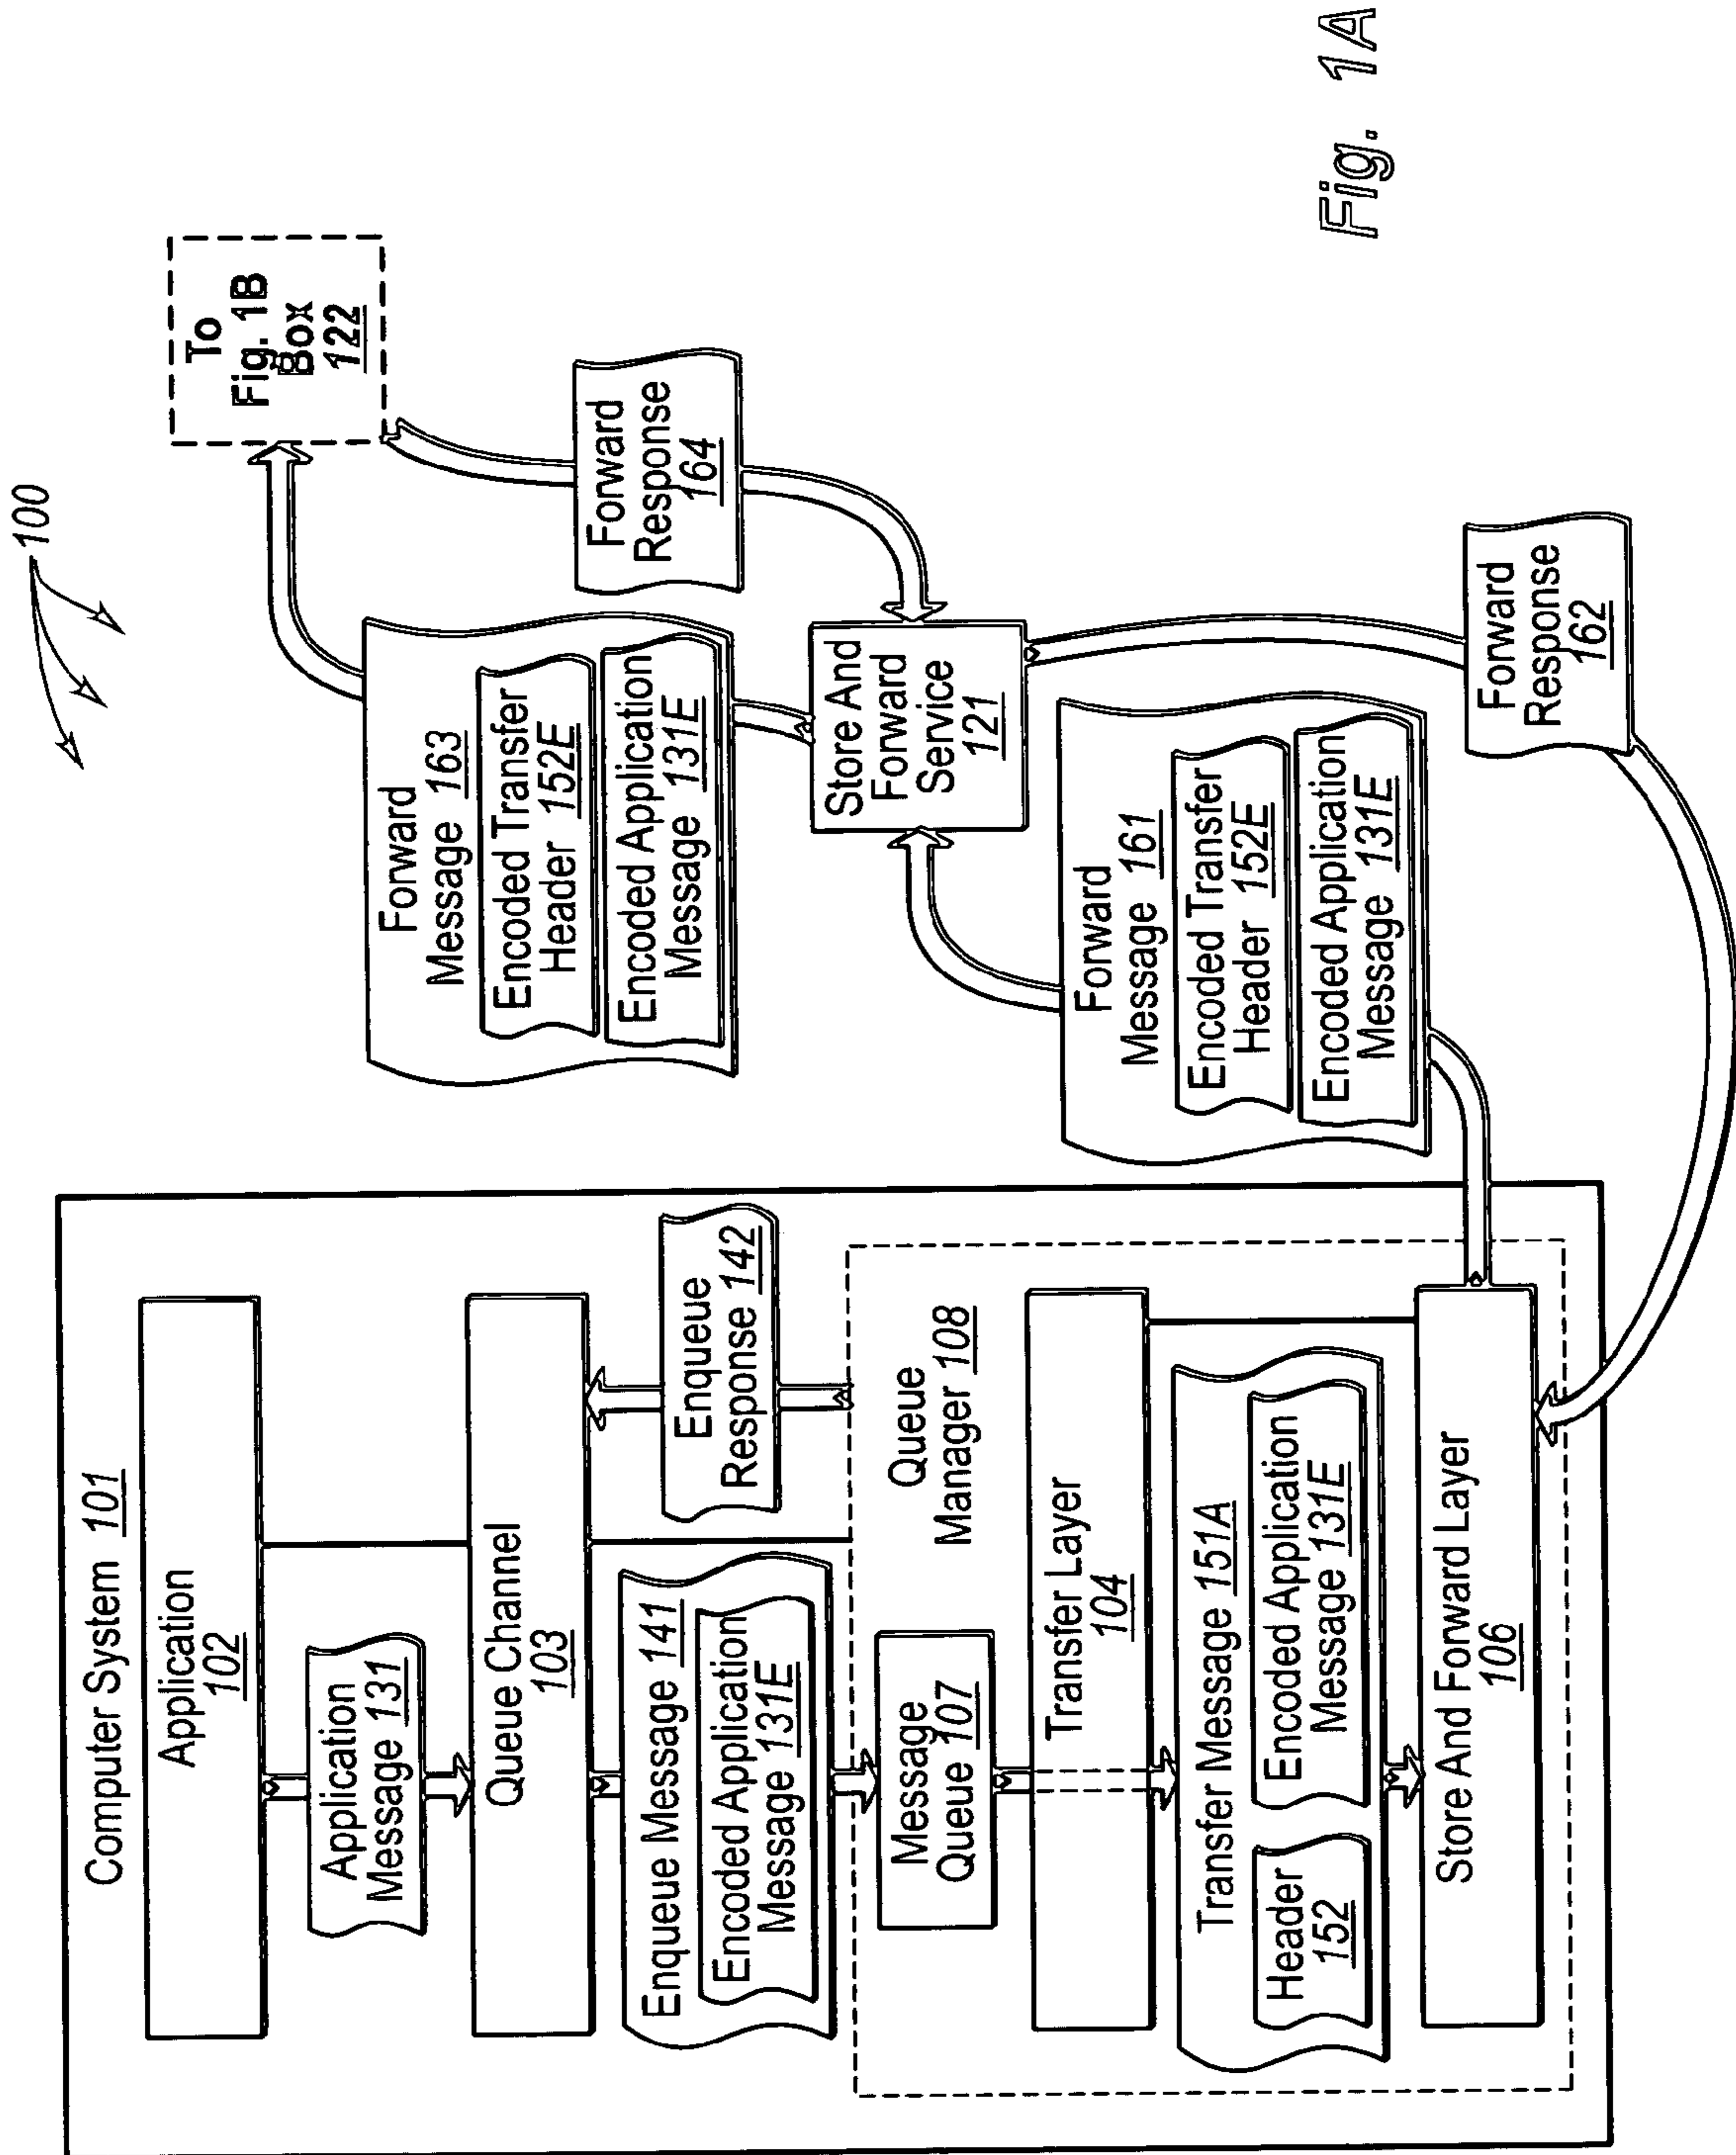 100
Computer System 101
Application
102
Application
Message 131
Queue Channel
103
Enqueue Message 141
Encoded Application
Message 131E
Enqueue
Response 142
Queue
Manager 108
Message
Queue 107
Transfer Layer
104
Transfer Message 151A
Header
152
Encoded Application
Message 131E
Store And Forward Layer
106
Forward
Message 163
Encoded Transfer
Header 152E
Encoded Application
Message 131E
To
Fig. 1B
Box
122
Forward
Response
164
Store And
Forward
Service
121
Forward
Message 161
Encoded Transfer
Header 152E
Encoded Application
Message 131E
Forward
Response
162
Fig. 1A